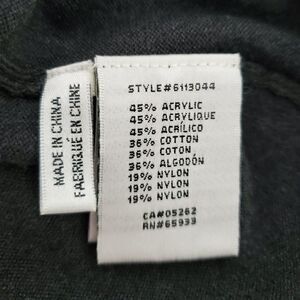 MADE IN CHINA
FABRIQUÉ EN CHINE
STYLE#6113044
45% ACRYLIC
45% ACRYLIQUE
45% ACRÍLICO
36% COTTON
36% COTON
36% ALGODÓN
19% NYLON
19% NYLON
19% NYLON
CA#05262
RN#65933